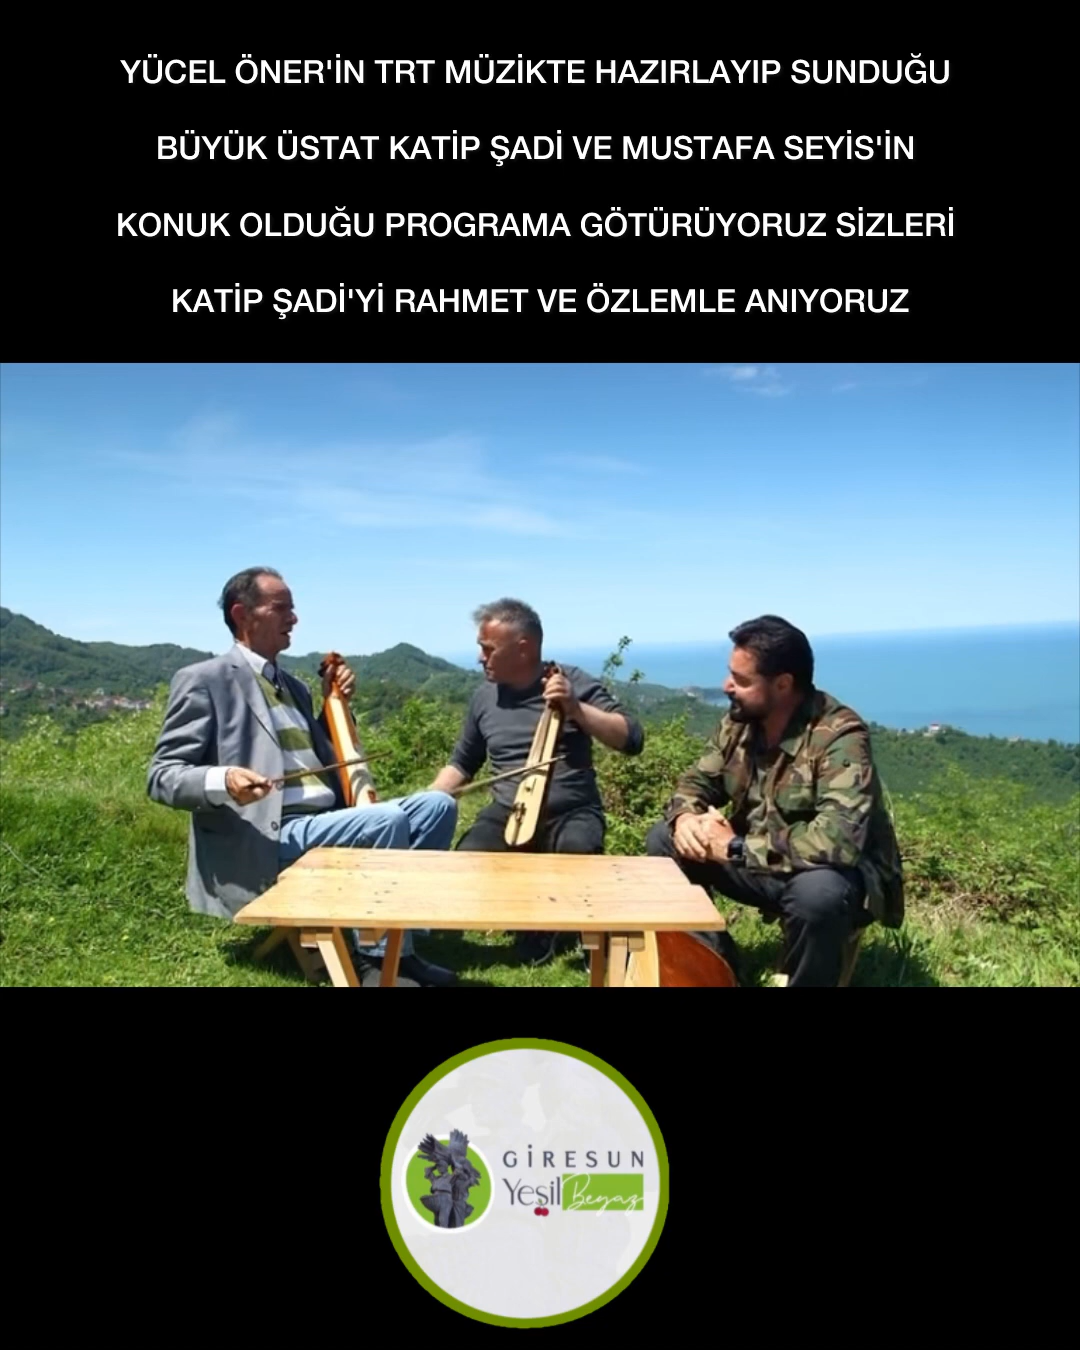 YÜCEL ÖNER'İN TRT MÜZİKTE HAZIRLAYIP SUNDUĞU
BÜYÜK ÜSTAT KATİP ŞADİ VE MUSTAFA SEYİS'İN
KONUK OLDUĞU PROGRAMA GÖTÜRÜYORUZ SİZLERİ
KATİP ŞADİ'Yİ RAHMET VE ÖZLEMLE ANIYORUZ
GİRESUN
Yeşil Beyaz